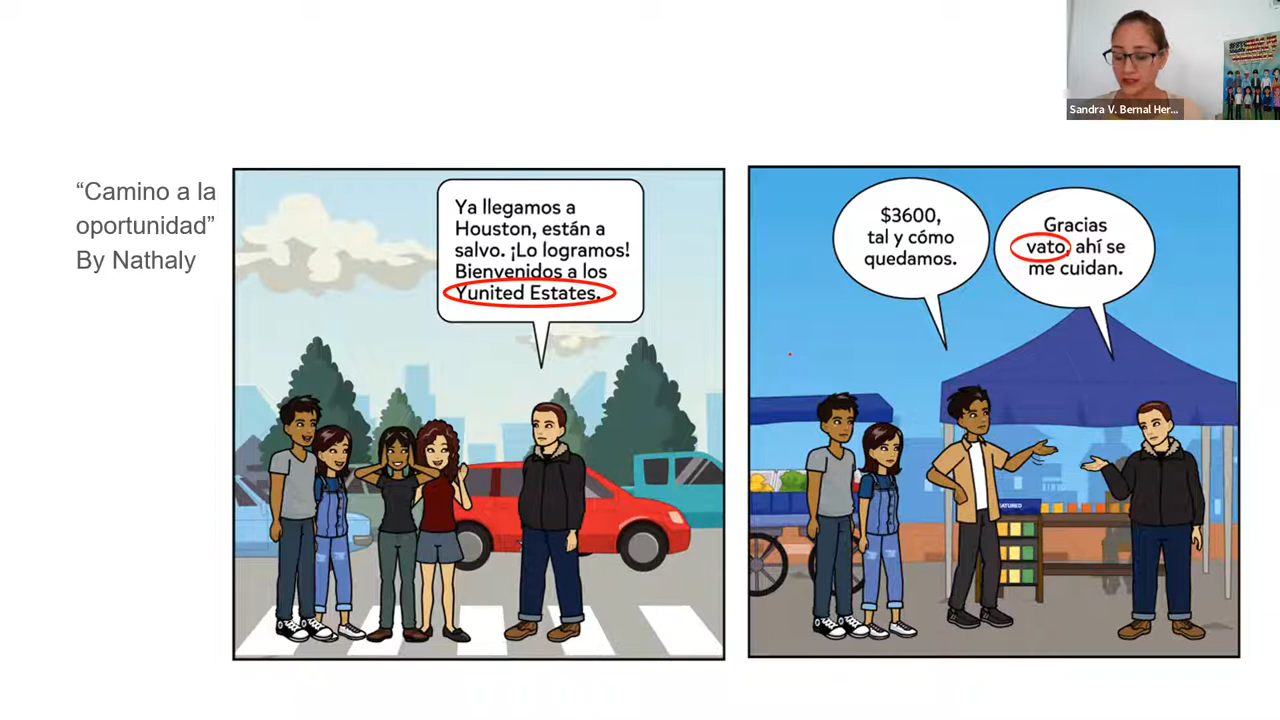 Sandra V. Bernal Her...
“Camino a la
oportunidad”
By Nathaly
Ya llegamos a
Houston, están a
salvo. ¡Lo logramos!
Bienvenidos a los
Yunited Estates.
$3600,
tal y cómo
quedamos.
Gracias
vato, ahí se
me cuidan.